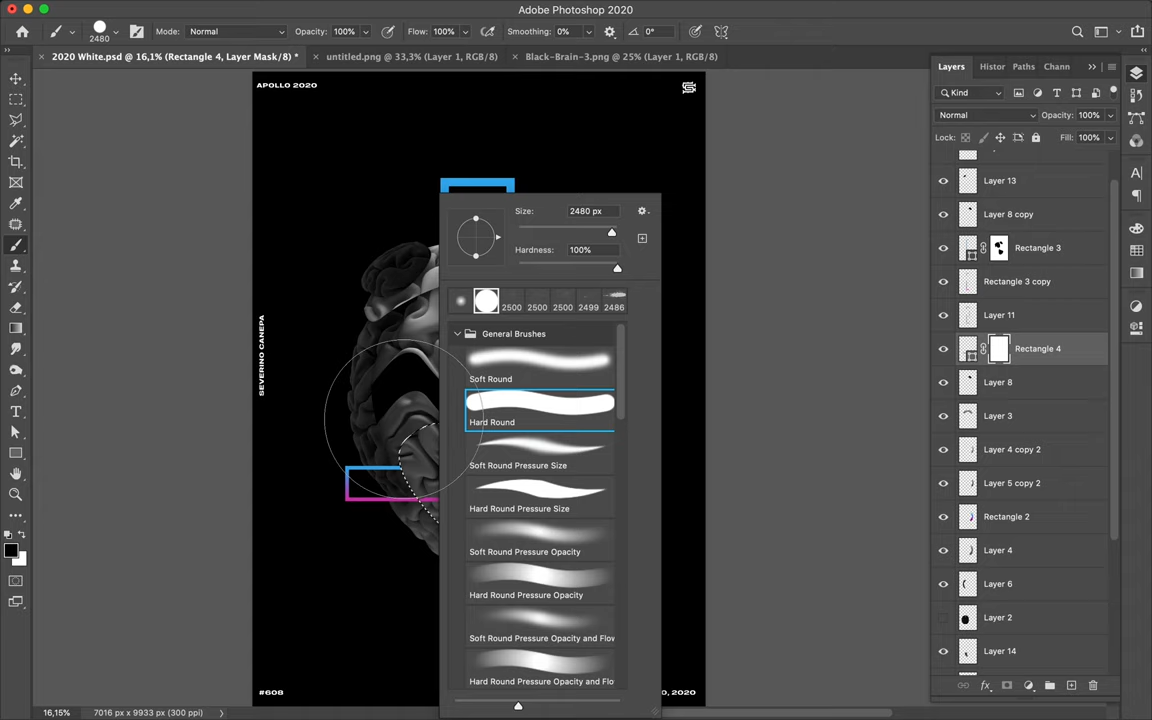 Adobe Photoshop 2020
2480
Mode: Normal
Opacity: 100%
Flow: 100%
Smoothing: 0%
0°
2020 White.psd @ 16,1% (Rectangle 4, Layer Mask/8) *
untitled.png @ 33,3% (Layer 1, RGB/8)
Black-Brain-3.png @ 25% (Layer 1, RGB/8)
Layers
Histor
Paths
Chann
Kind
Normal
Opacity: 100%
Lock:
Fill: 100%
Layer 13
Layer 8 copy
Rectangle 3
Rectangle 3 copy
Layer 11
Rectangle 4
Layer 8
Layer 3
Layer 4 copy 2
Layer 5 copy 2
Rectangle 2
Layer 4
Layer 6
Layer 2
Layer 14
APOLLO 2020
SEVERINO CANEPA
#608
0, 2020
Size: 2480 px
Hardness: 100%
2500 2500 2500 2499 2486
General Brushes
Soft Round
Hard Round
Soft Round Pressure Size
Hard Round Pressure Size
Soft Round Pressure Opacity
Hard Round Pressure Opacity
Soft Round Pressure Opacity and Flow
Hard Round Pressure Opacity and Flo
16,15%
7016 px x 9933 px (300 ppi)